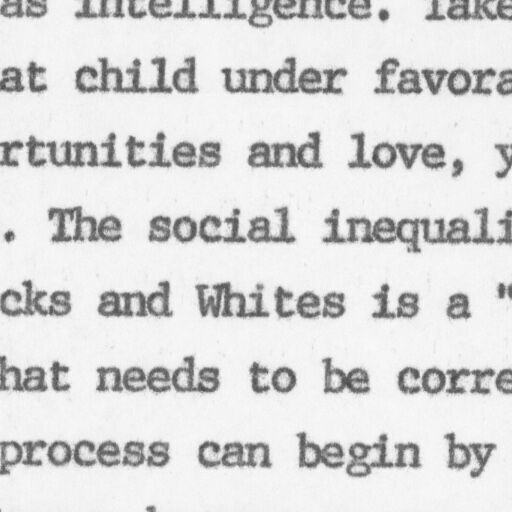 as intelligence. Take
at child under favora
rtunities and love, y
. The social inequali
cks and Whites is a "
hat needs to be corre
process can begin by